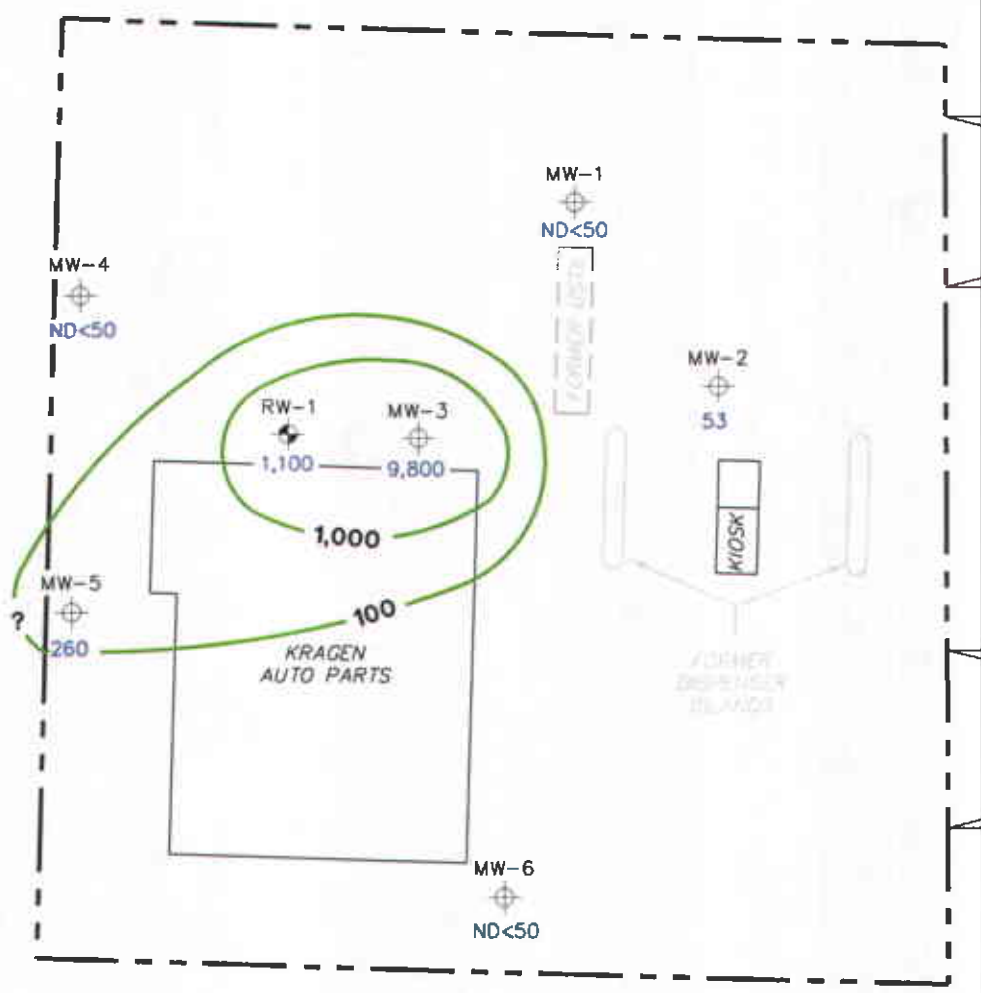 MW-1
ND<50
MW-4
ND<50
FORMER USTs
MW-2
53
RW-1
1,100
MW-3
9,800
KIOSK
1,000
MW-5
260
?
100
KRAGEN
AUTO PARTS
FORMER
DISPENSER
ISLANDS
MW-6
ND<50